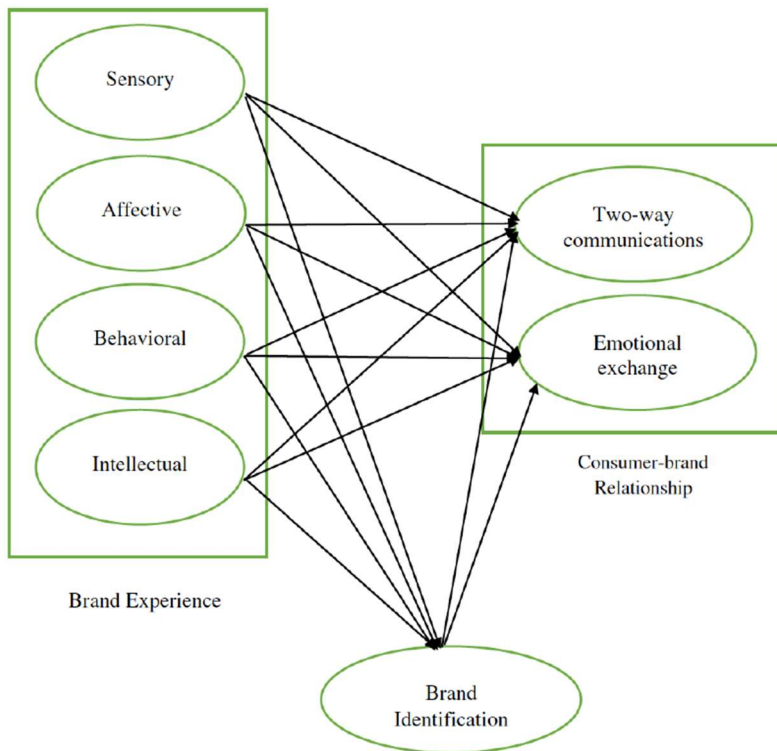 Sensory
Affective
Behavioral
Intellectual
Brand Experience
Two-way
communications
Emotional
exchange
Consumer-brand
Relationship
Brand
Identification